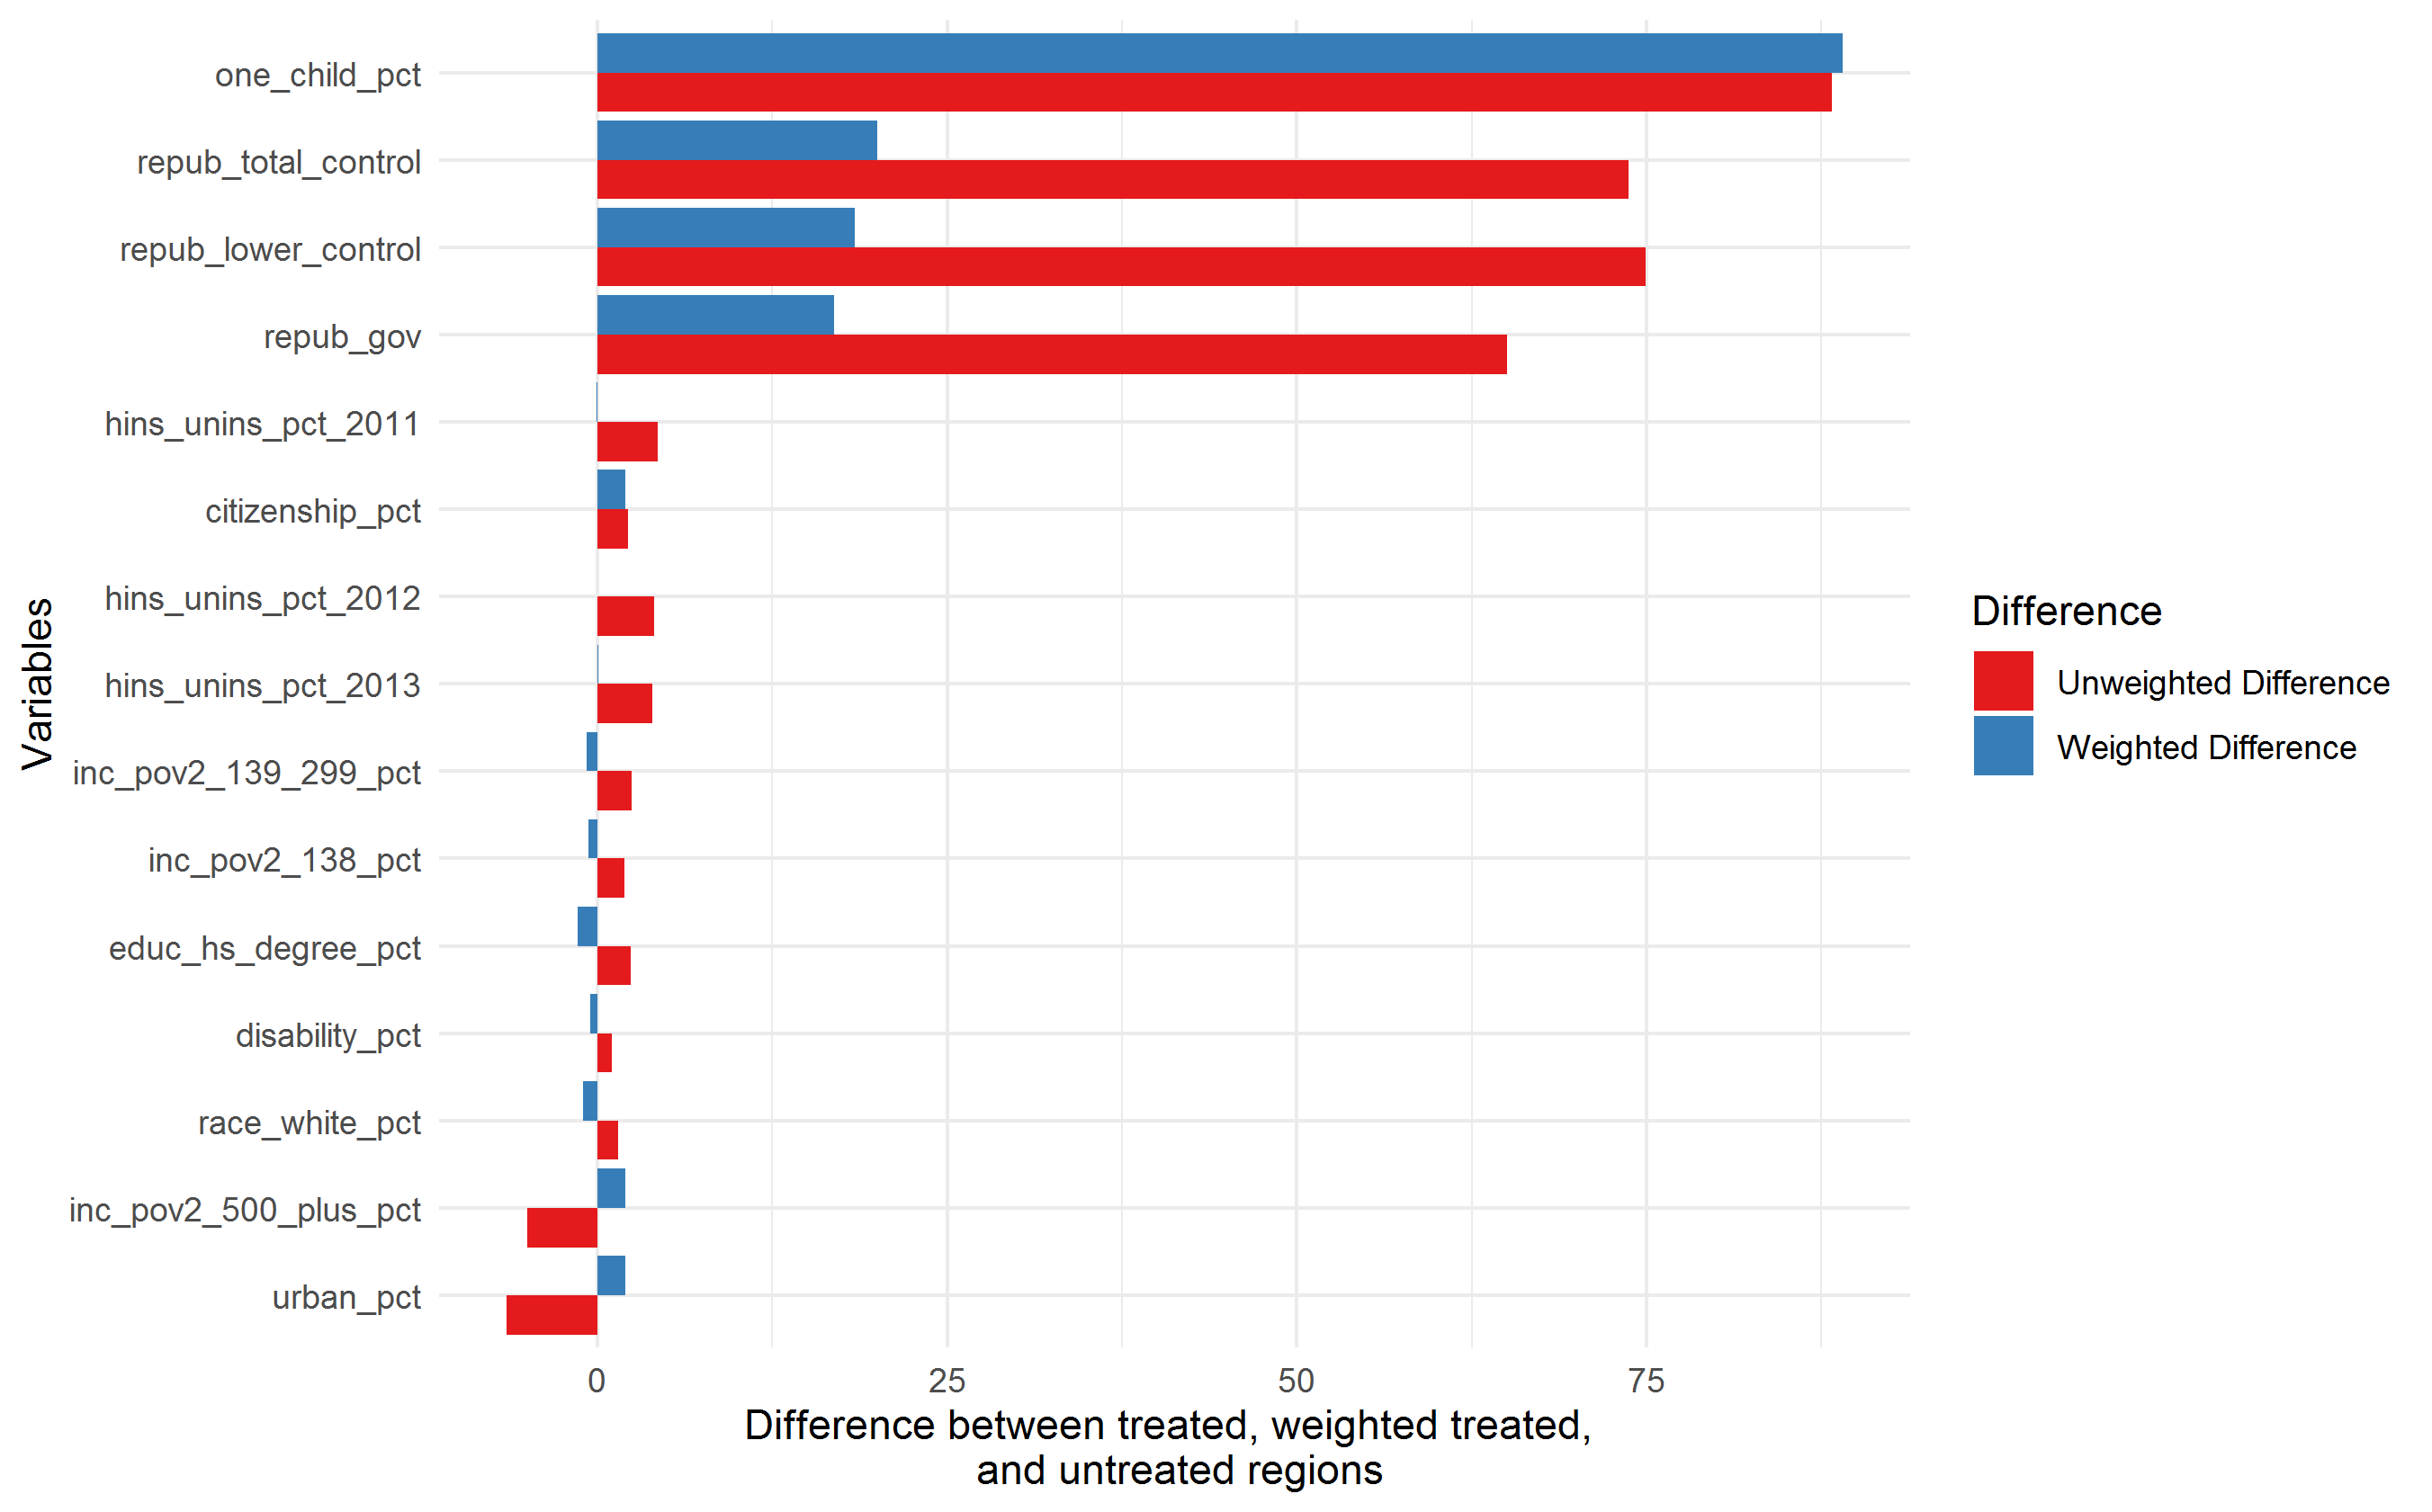 one_child_pct
repub_total_control
repub_lower_control
repub_gov
hins_unins_pct_2011
citizenship_pct
hins_unins_pct_2012
hins_unins_pct_2013
inc_pov2_139_299_pct
inc_pov2_138_pct
educ_hs_degree_pct
disability_pct
race_white_pct
inc_pov2_500_plus_pct
urban_pct
Variables
0 25 50 75
Difference between treated, weighted treated,
and untreated regions
Difference
Unweighted Difference
Weighted Difference